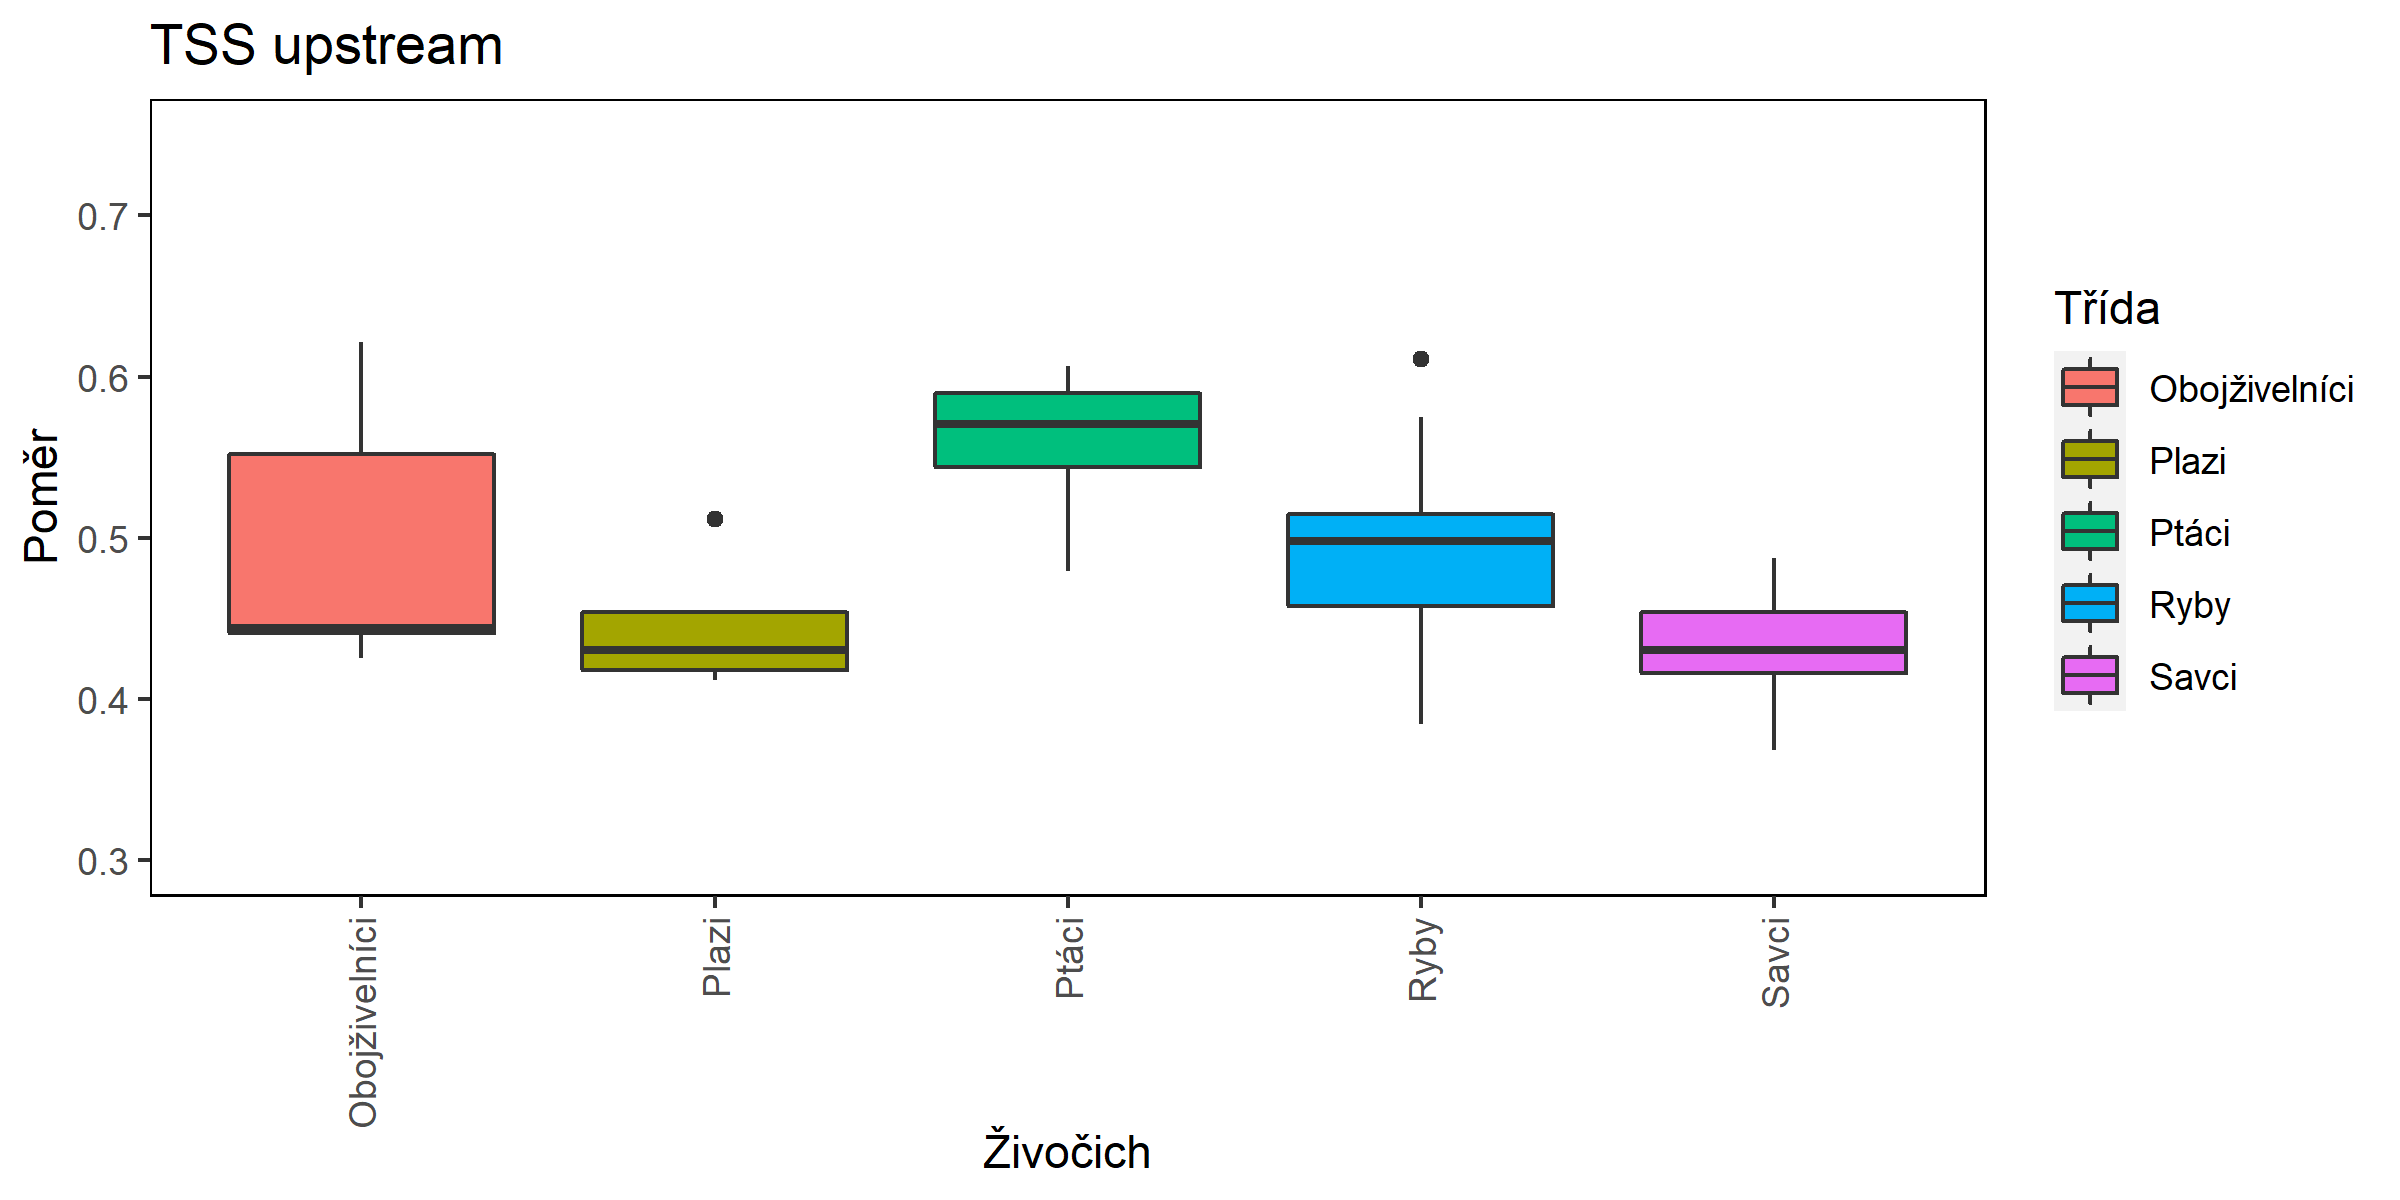 TSS upstream
Poměr
0.7
0.6
0.5
0.4
0.3
Obojživelníci
Plazi
Ptáci
Ryby
Savci
Živočich
Třída
Obojživelníci
Plazi
Ptáci
Ryby
Savci